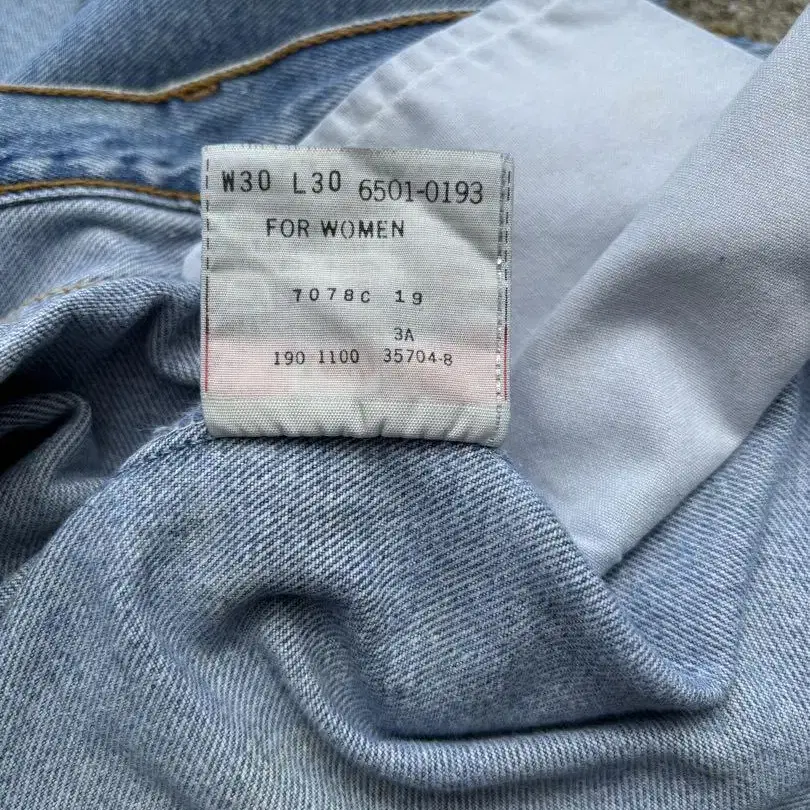 W30 L30 6501-0193
FOR WOMEN
7078C 19
3A
190 1100 35704-8